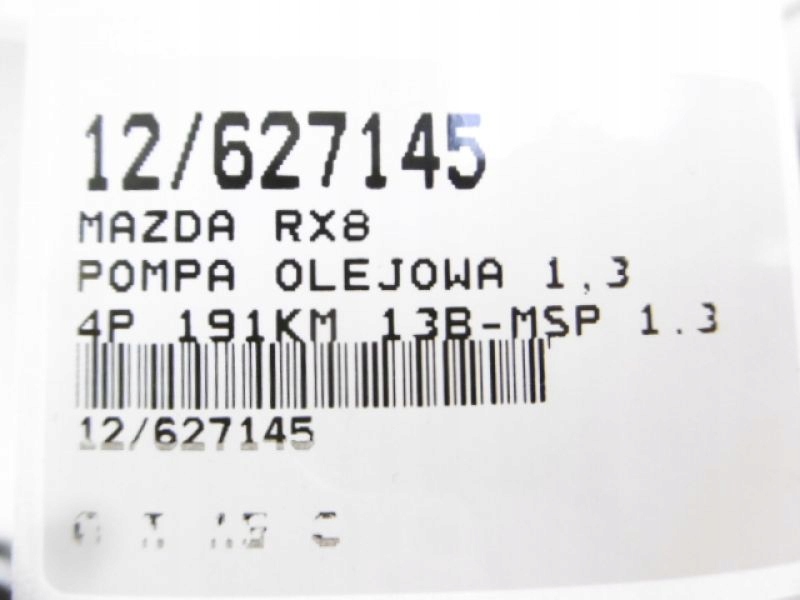 12/627145
MAZDA RX8
POMPA OLEJOWA 1,3
4P 191KM 13B-MSP 1.3
12/627145